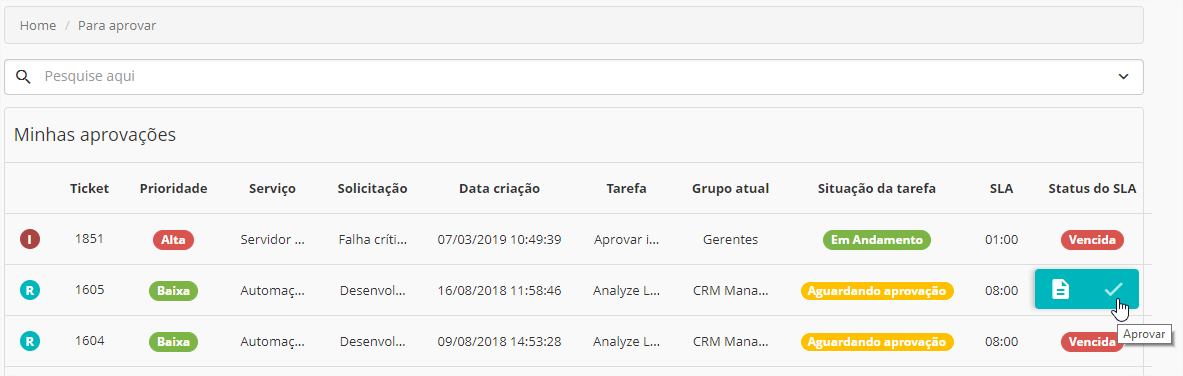 Home / Para aprovar
Pesquise aqui
Minhas aprovações
Ticket Prioridade Serviço Solicitação Data criação Tarefa Grupo atual Situação da tarefa SLA Status do SLA
I 1851 Alta Servidor ... Falha críti... 07/03/2019 10:49:39 Aprovar i... Gerentes Em Andamento 01:00 Vencida
R 1605 Baixa Automaç... Desenvol... 16/08/2018 11:58:46 Analyze L... CRM Mana... Aguardando aprovação 08:00
R 1604 Baixa Automaç... Desenvol... 09/08/2018 14:53:28 Analyze L... CRM Mana... Aguardando aprovação 08:00 Vencida
Aprovar